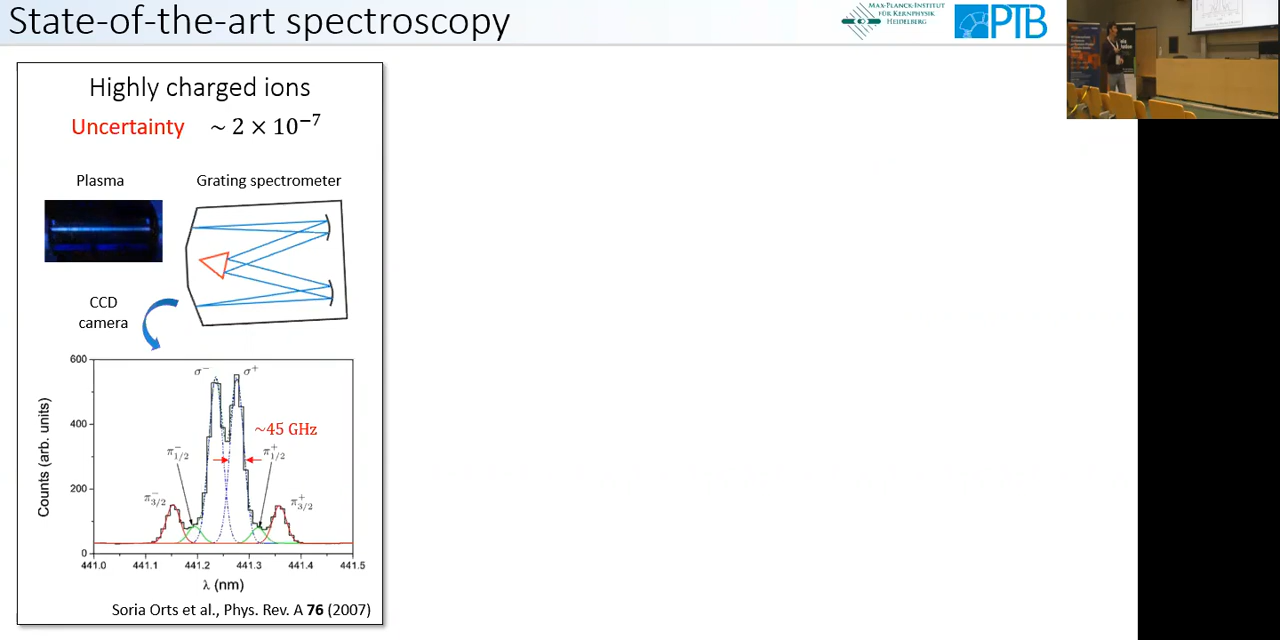 State-of-the-art spectroscopy
MAX-PLANCK-INSTITUT
FÜR KERNPHYSIK
HEIDELBERG
PTB
Highly charged ions
Uncertainty ~ 2 × 10⁻⁷
Plasma
Grating spectrometer
CCD
camera
600
400
200
0
Counts (arb. units)
σ⁻
σ⁺
~45 GHz
π⁻1/2
π⁺1/2
π⁻3/2
π⁺3/2
441.0 441.1 441.2 441.3 441.4 441.5
λ (nm)
Soria Orts et al., Phys. Rev. A 76 (2007)